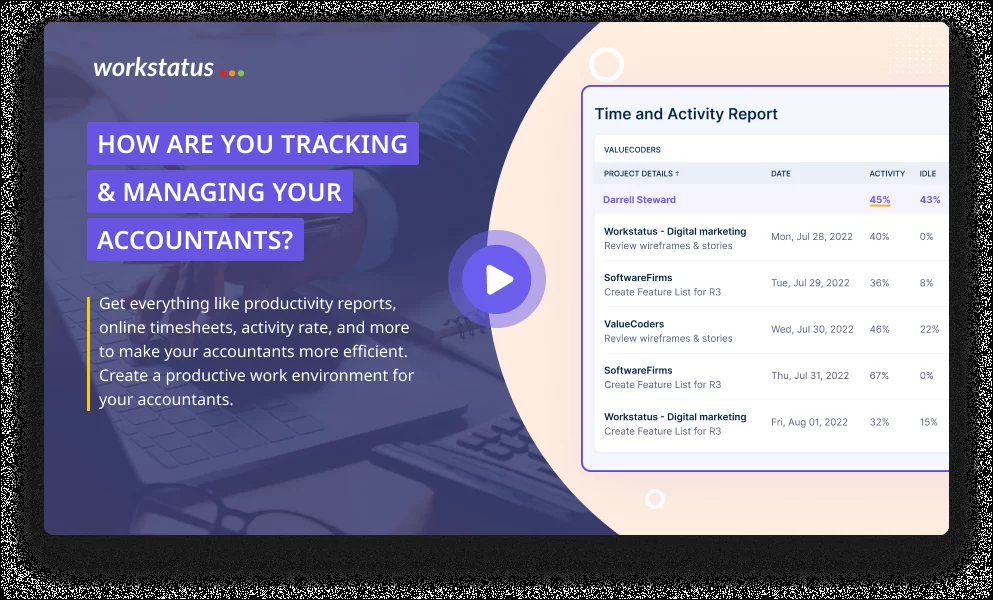 workstatus
HOW ARE YOU TRACKING
& MANAGING YOUR
ACCOUNTANTS?
Get everything like productivity reports,
online timesheets, activity rate, and more
to make your accountants more efficient.
Create a productive work environment for
your accountants.
Time and Activity Report
VALUECODERS
PROJECT DETAILS ↑ DATE ACTIVITY IDLE
Darrell Steward 45% 43%
Workstatus - Digital marketing
Review wireframes & stories
Mon, Jul 28, 2022 40% 0%
SoftwareFirms
Create Feature List for R3
Tue, Jul 29, 2022 36% 8%
ValueCoders
Review wireframes & stories
Wed, Jul 30, 2022 46% 22%
SoftwareFirms
Create Feature List for R3
Thu, Jul 31, 2022 67% 0%
Workstatus - Digital marketing
Create Feature List for R3
Fri, Aug 01, 2022 32% 15%